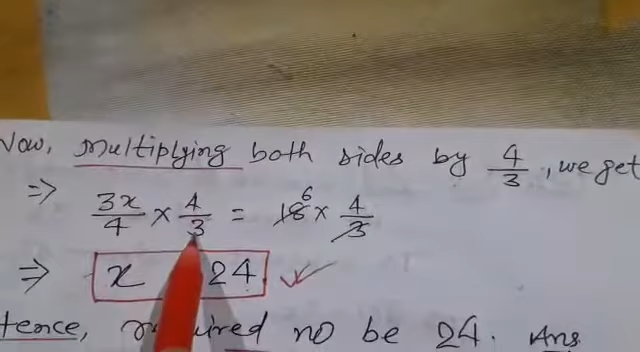 Now, multiplying both sides by 4/3, we get
⇒ 3x/4 × 4/3 = 18 6 × 4/3
⇒ x 24 ✓
Hence, required no be 24. Ans